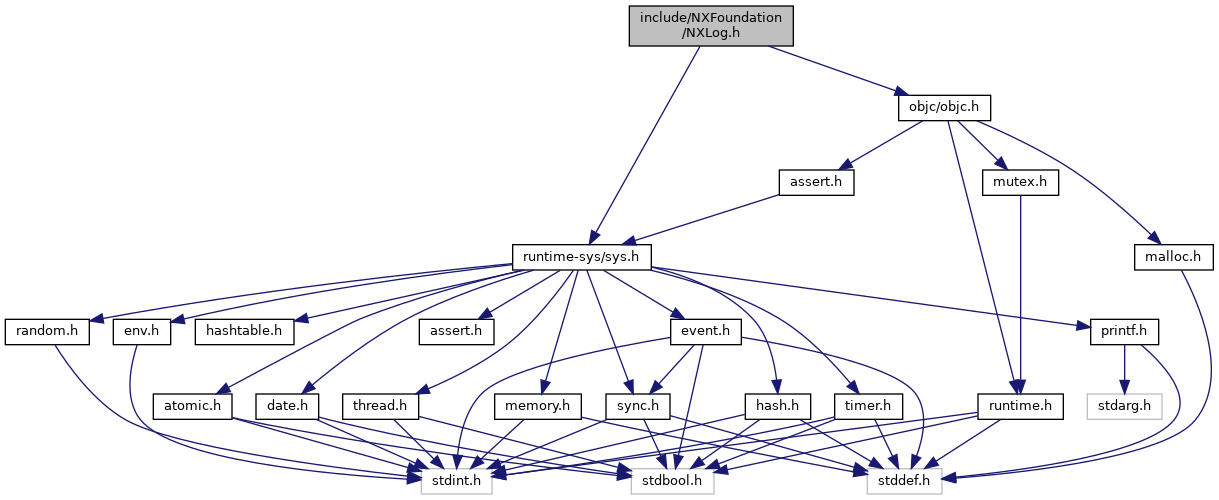 include/NXFoundation
/NXLog.h
objc/objc.h
assert.h
mutex.h
runtime-sys/sys.h
malloc.h
random.h
env.h
hashtable.h
assert.h
event.h
printf.h
atomic.h
date.h
thread.h
memory.h
sync.h
hash.h
timer.h
runtime.h
stdarg.h
stdint.h
stdbool.h
stddef.h